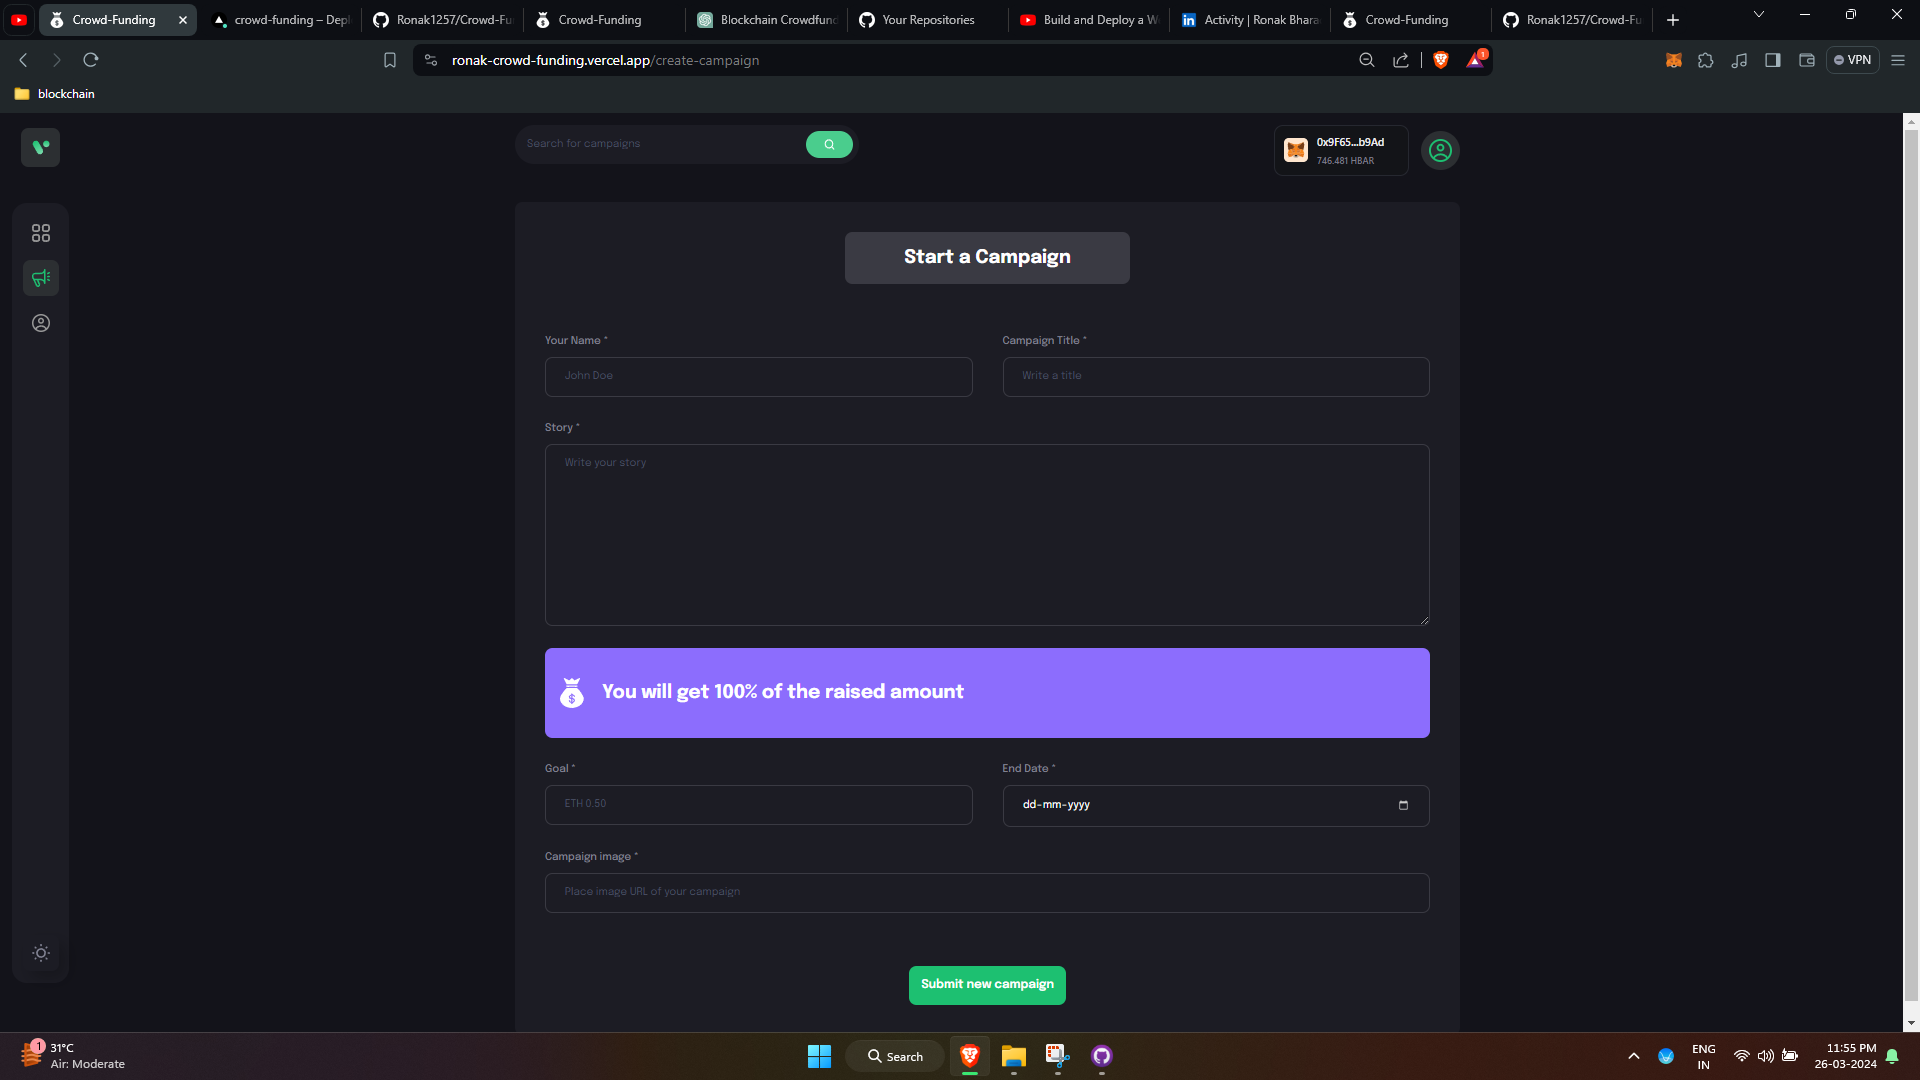 Crowd-Funding
crowd-funding – Depl
Ronak1257/Crowd-Fu
Crowd-Funding
Blockchain Crowdfund
Your Repositories
Build and Deploy a W
Activity | Ronak Bhara
Crowd-Funding
Ronak1257/Crowd-Fu
ronak-crowd-funding.vercel.app/create-campaign
1
VPN
blockchain
Search for campaigns
0x9F65...b9Ad
746.481 HBAR
Start a Campaign
Your Name *
Campaign Title *
John Doe
Write a title
Story *
Write your story
$
You will get 100% of the raised amount
Goal *
End Date *
ETH 0.50
dd-mm-yyyy
Campaign image *
Place image URL of your campaign
Submit new campaign
1
31°C
Air: Moderate
Search
ENG
IN
11:55 PM
26-03-2024